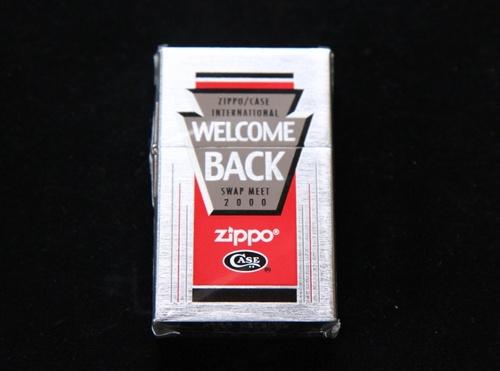 ZIPPO/CASE
INTERNATIONAL
WELCOME
BACK
SWAP MEET
2000
zippo®
CASE
®